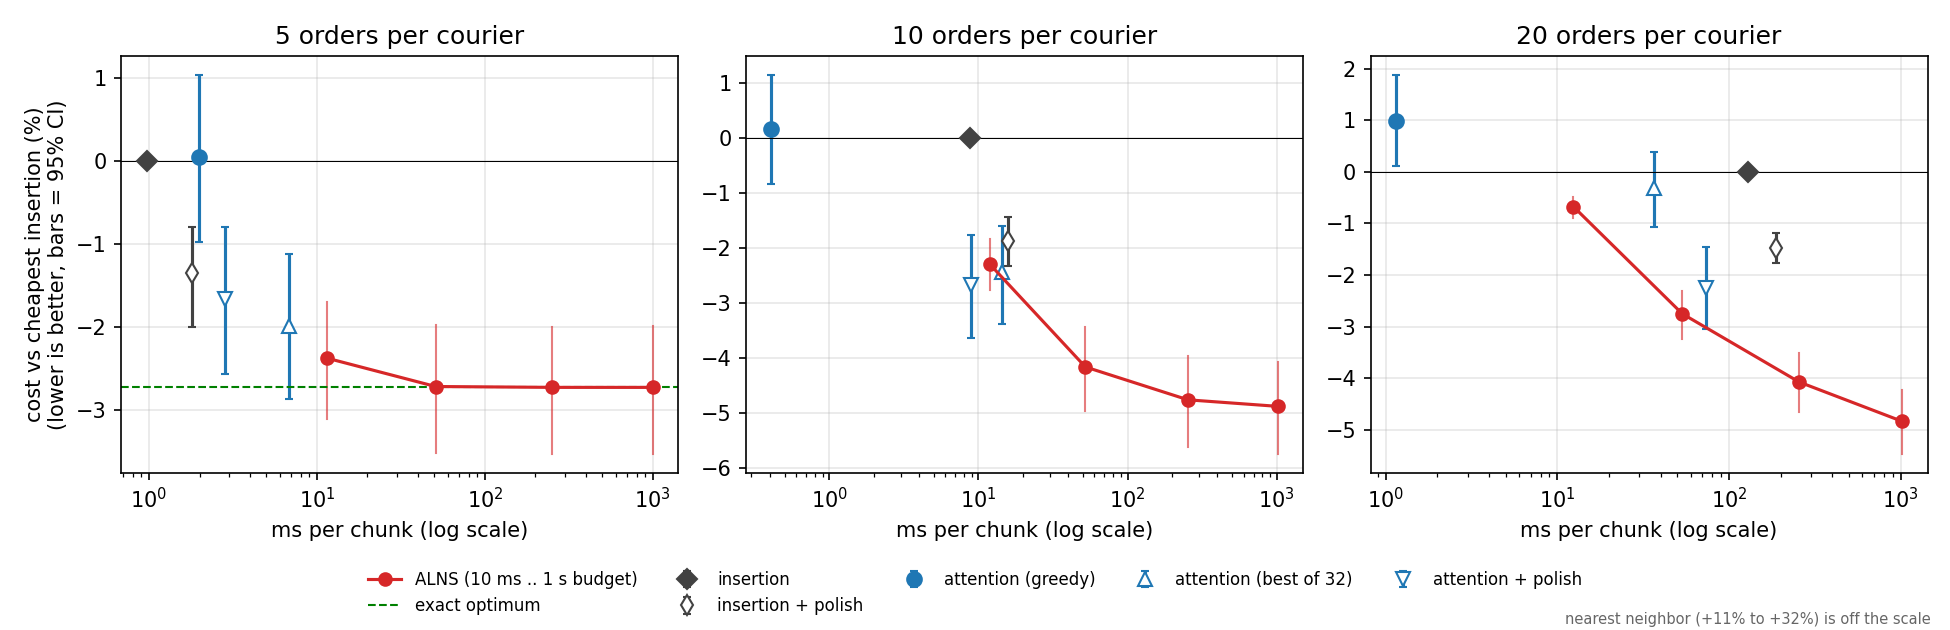 5 orders per courier
10 orders per courier
20 orders per courier
cost vs cheapest insertion (%)
(lower is better, bars = 95% CI)
1
0
−1
−2
−3
10⁰
10¹
10²
10³
ms per chunk (log scale)
1
0
−1
−2
−3
−4
−5
−6
10⁰
10¹
10²
10³
ms per chunk (log scale)
2
1
0
−1
−2
−3
−4
−5
10⁰
10¹
10²
10³
ms per chunk (log scale)
ALNS (10 ms .. 1 s budget)
exact optimum
insertion
insertion + polish
attention (greedy)
attention (best of 32)
attention + polish
nearest neighbor (+11% to +32%) is off the scale